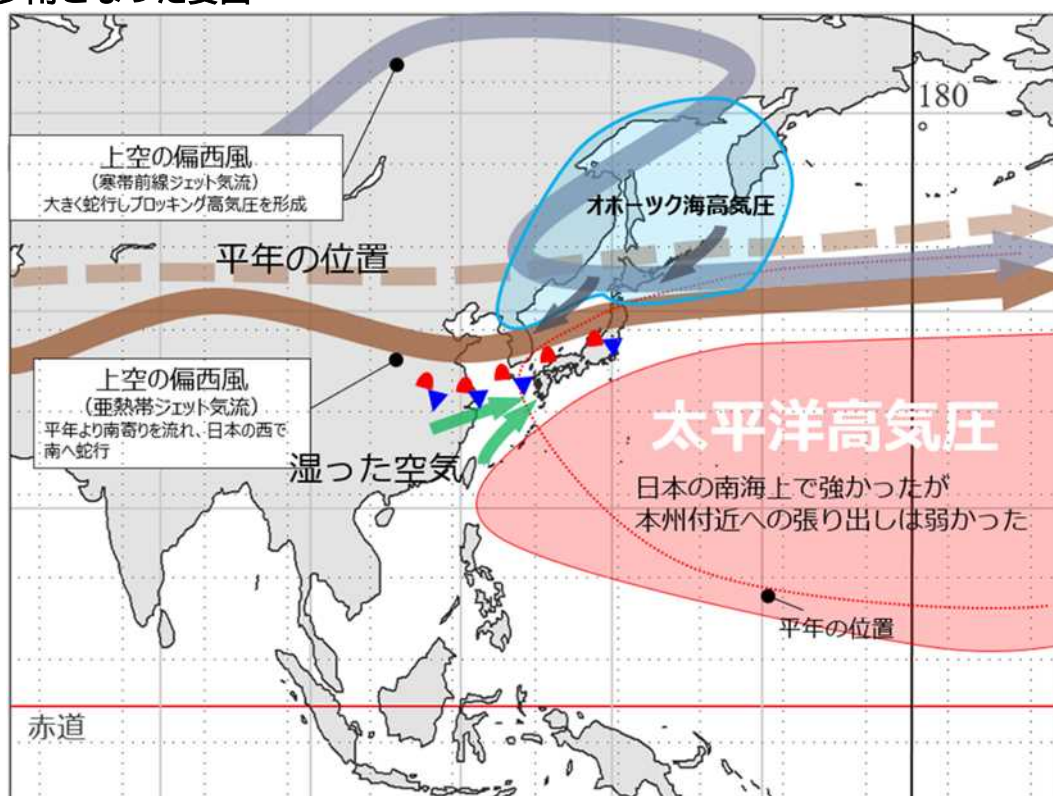 180
°
上空の偏西風
（寒帯前線ジェット気流）
大きく蛇行しブロッキング高気圧を形成
オホーツク海高気圧
平年の位置
上空の偏西風
（亜熱帯ジェット気流）
平年より南寄りを流れ、日本の西で
南へ蛇行
湿った空気
太平洋高気圧
日本の南海上で強かったが
本州付近への張り出しは弱かった
平年の位置
赤道